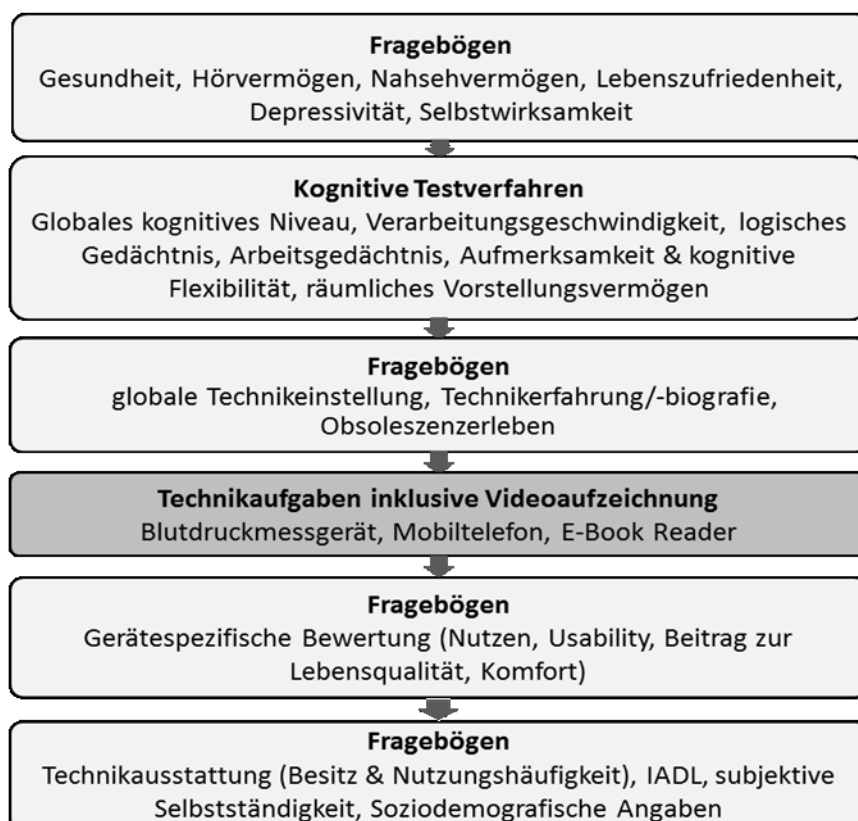 Fragebögen
Gesundheit, Hörvermögen, Nahsehvermögen, Lebenszufriedenheit,
Depressivität, Selbstwirksamkeit
Kognitive Testverfahren
Globales kognitives Niveau, Verarbeitungsgeschwindigkeit, logisches
Gedächtnis, Arbeitsgedächtnis, Aufmerksamkeit & kognitive
Flexibilität, räumliches Vorstellungsvermögen
Fragebögen
globale Technikeinstellung, Technikerfahrung/-biografie,
Obsoleszenzerleben
Technikaufgaben inklusive Videoaufzeichnung
Blutdruckmessgerät, Mobiltelefon, E-Book Reader
Fragebögen
Gerätespezifische Bewertung (Nutzen, Usability, Beitrag zur
Lebensqualität, Komfort)
Fragebögen
Technikausstattung (Besitz & Nutzungshäufigkeit), IADL, subjektive
Selbstständigkeit, Soziodemografische Angaben